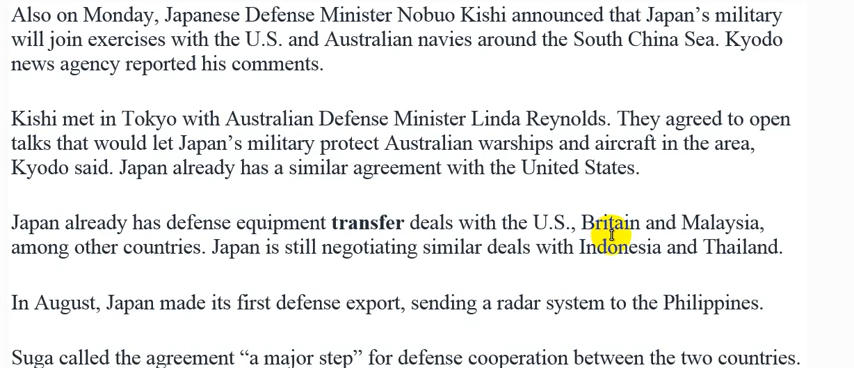 Also on Monday, Japanese Defense Minister Nobuo Kishi announced that Japan’s military
will join exercises with the U.S. and Australian navies around the South China Sea. Kyodo
news agency reported his comments.
Kishi met in Tokyo with Australian Defense Minister Linda Reynolds. They agreed to open
talks that would let Japan’s military protect Australian warships and aircraft in the area,
Kyodo said. Japan already has a similar agreement with the United States.
Japan already has defense equipment transfer deals with the U.S., Britain and Malaysia,
among other countries. Japan is still negotiating similar deals with Indonesia and Thailand.
In August, Japan made its first defense export, sending a radar system to the Philippines.
Suga called the agreement “a major step” for defense cooperation between the two countries.